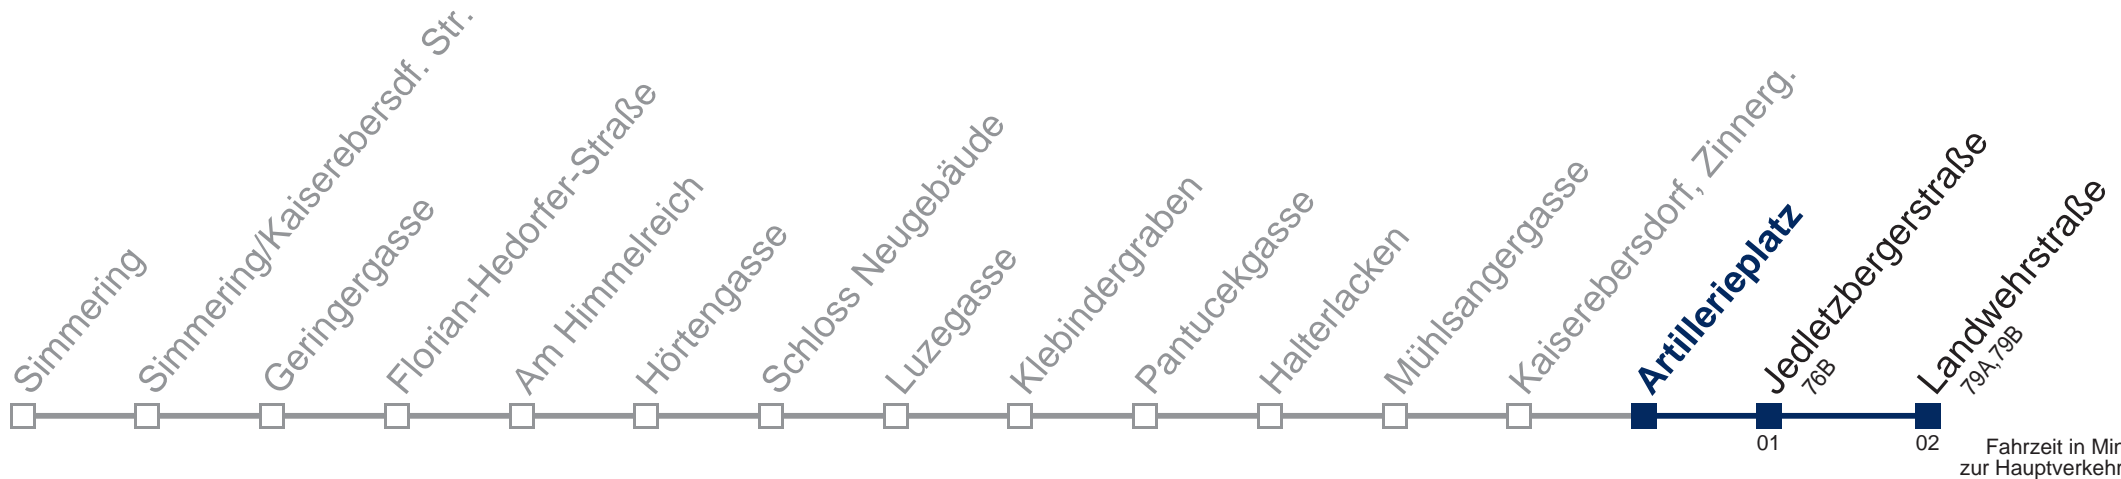 Simmering
Simmering/Kaiserebersdf. Str.
Geringergasse
Florian-Hedorfer-Straße
Am Himmelreich
Hörtengasse
Schloss Neugebäude
Luzegasse
Klebindergraben
Pantucekgasse
Halterlacken
Mühlsangergasse
Kaiserebersdorf, Zinnerg.
Artillerieplatz
Jedletzbergerstraße
76B
Landwehrstraße
79A,79B
01
02
Fahrzeit in Min
zur Hauptverkehr